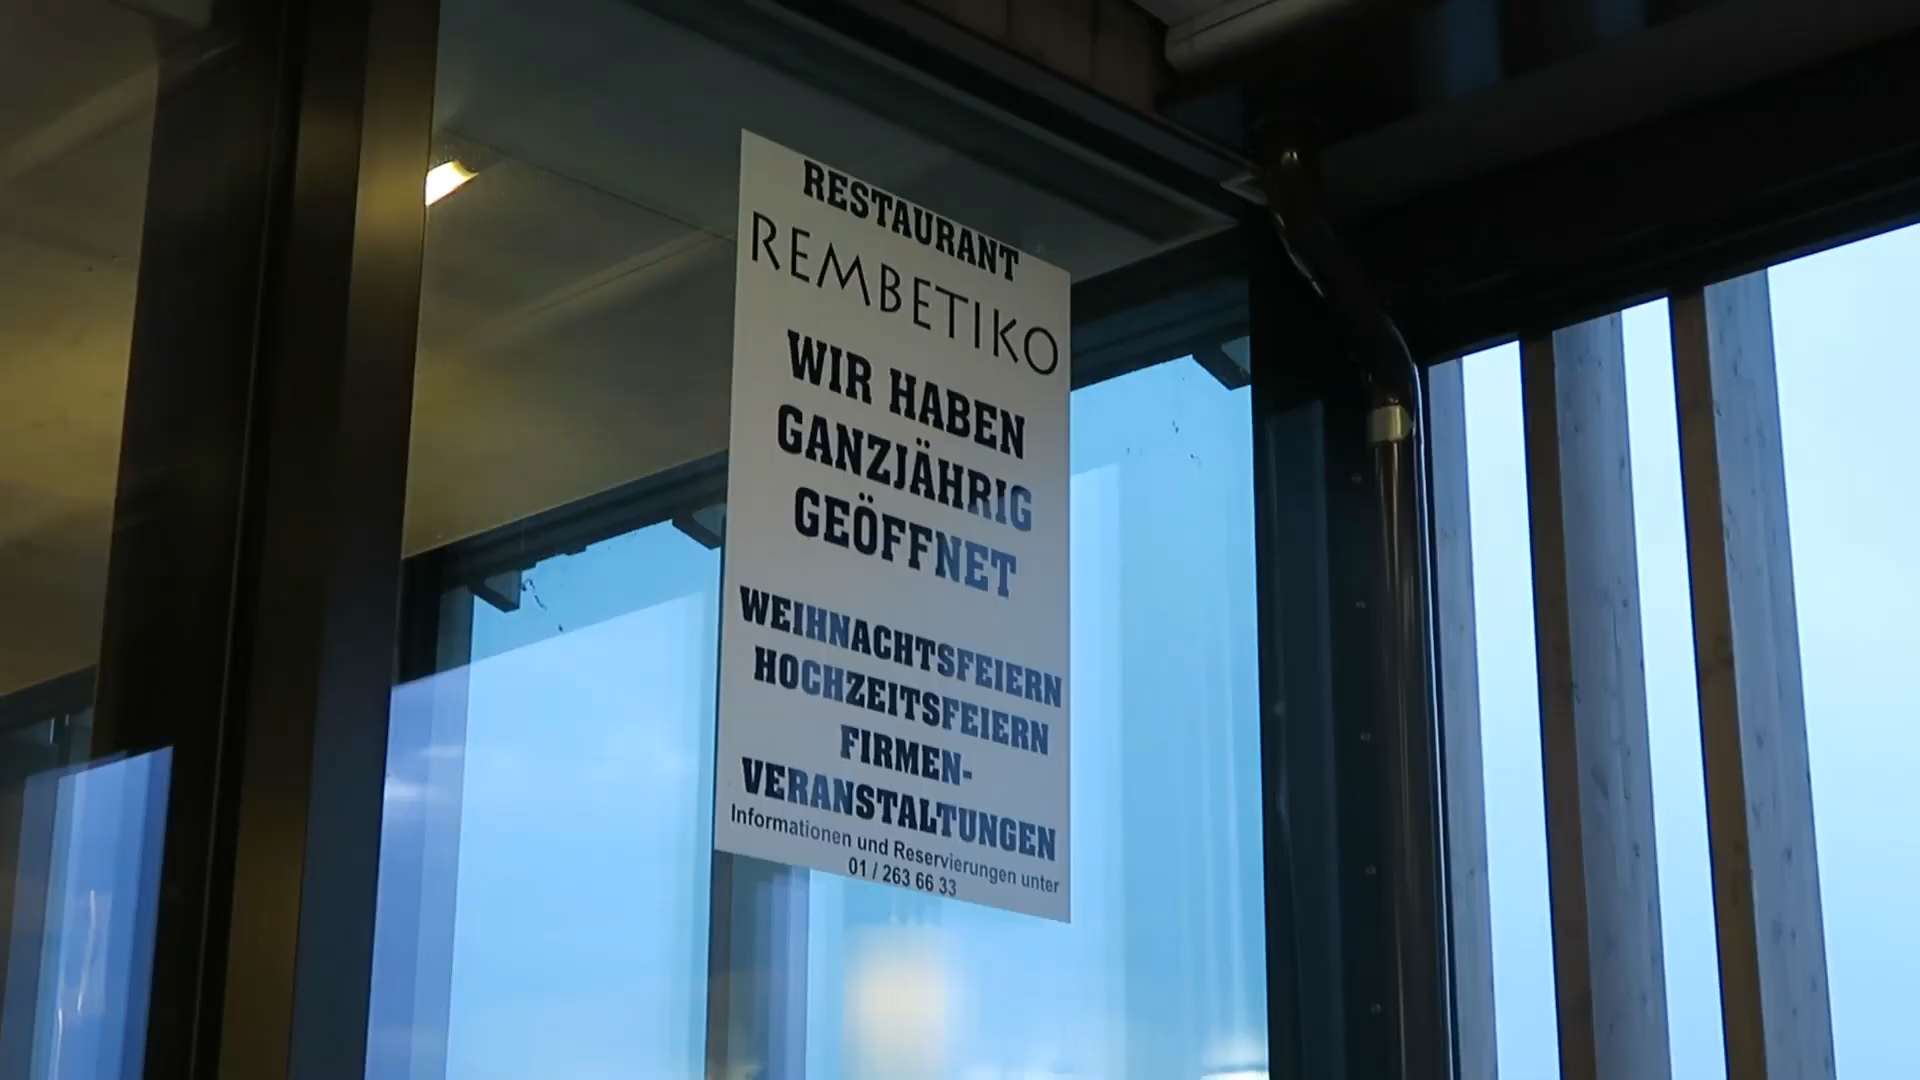 RESTAURANT
REMBETIKO
WIR HABEN
GANZJÄHRIG
GEÖFFNET
WEIHNACHTSFEIERN
HOCHZEITSFEIERN
FIRMEN-
VERANSTALTUNGEN
Informationen und Reservierungen unter
01 / 263 66 33